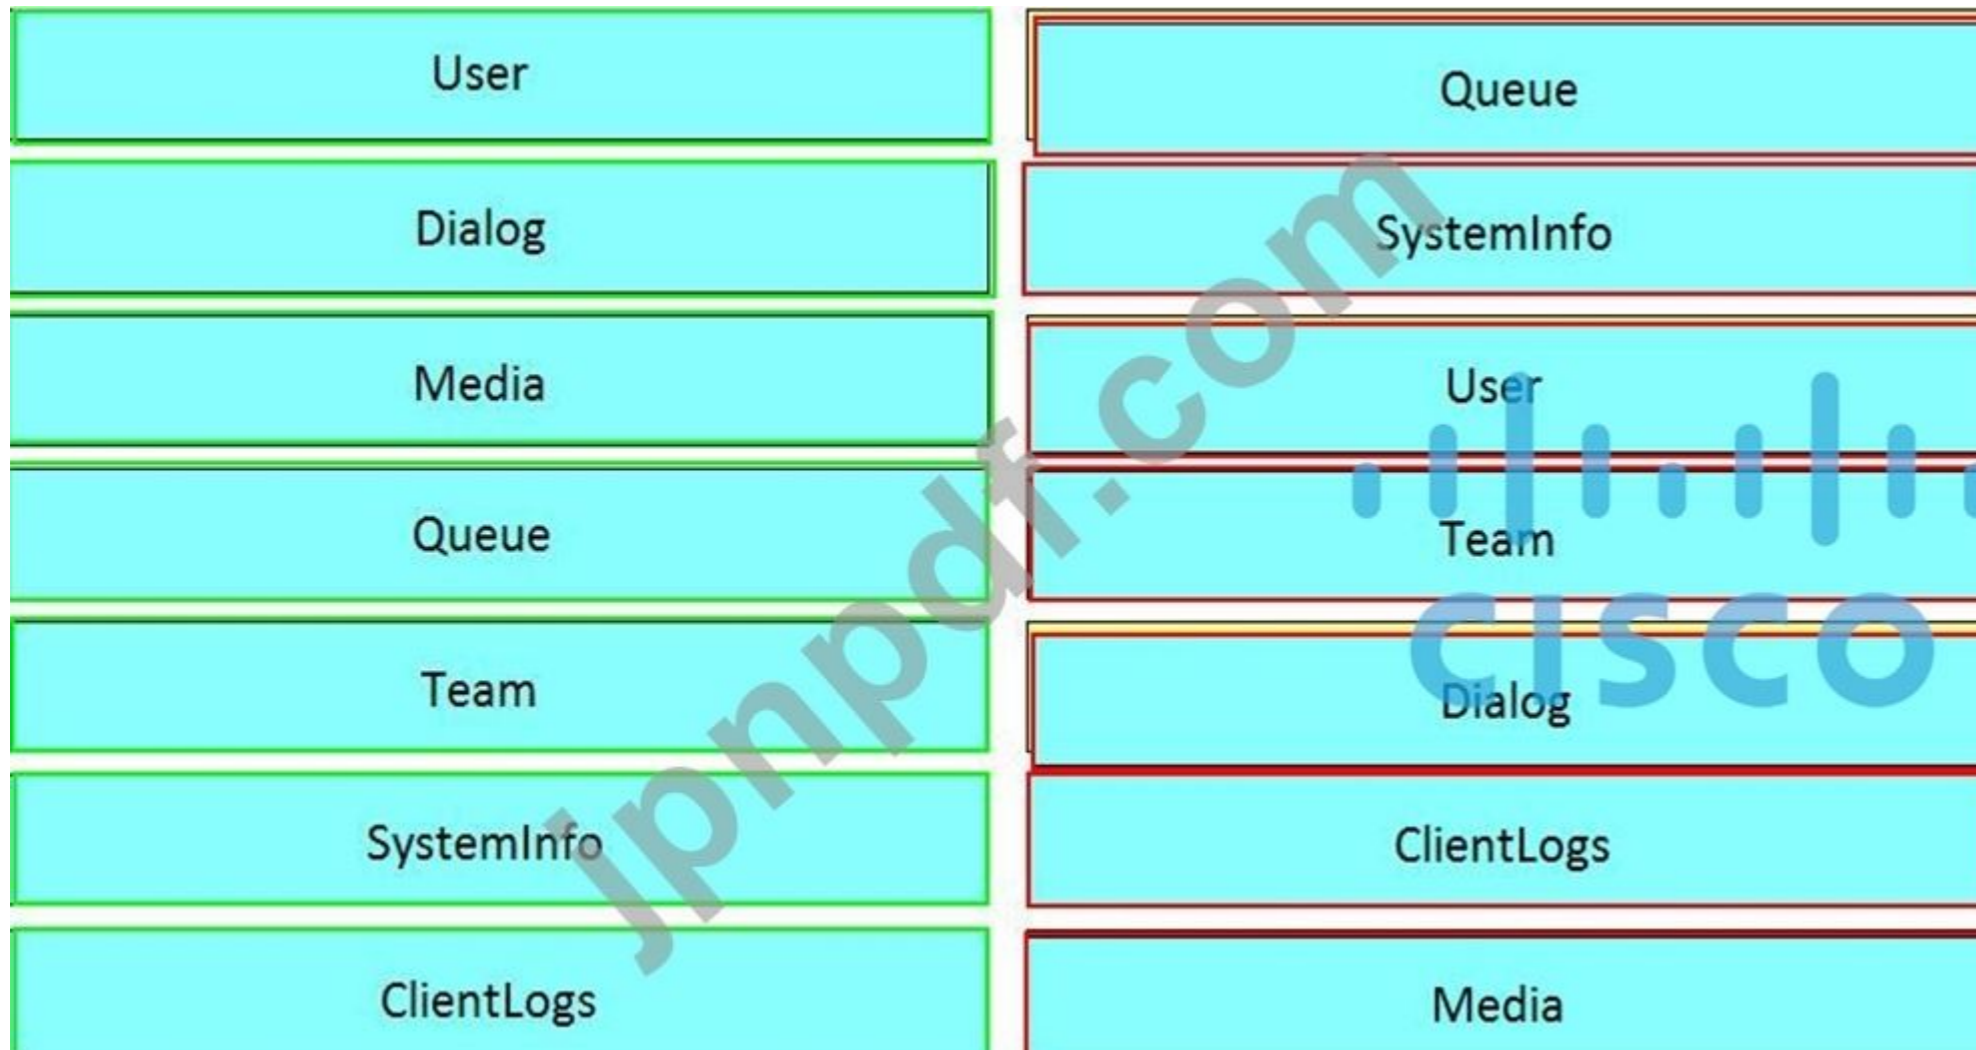 User
Queue
Dialog
SystemInfo
Media
User
Queue
Team
Team
Dialog
SystemInfo
ClientLogs
ClientLogs
Media
jpnpdf.com
CISCO